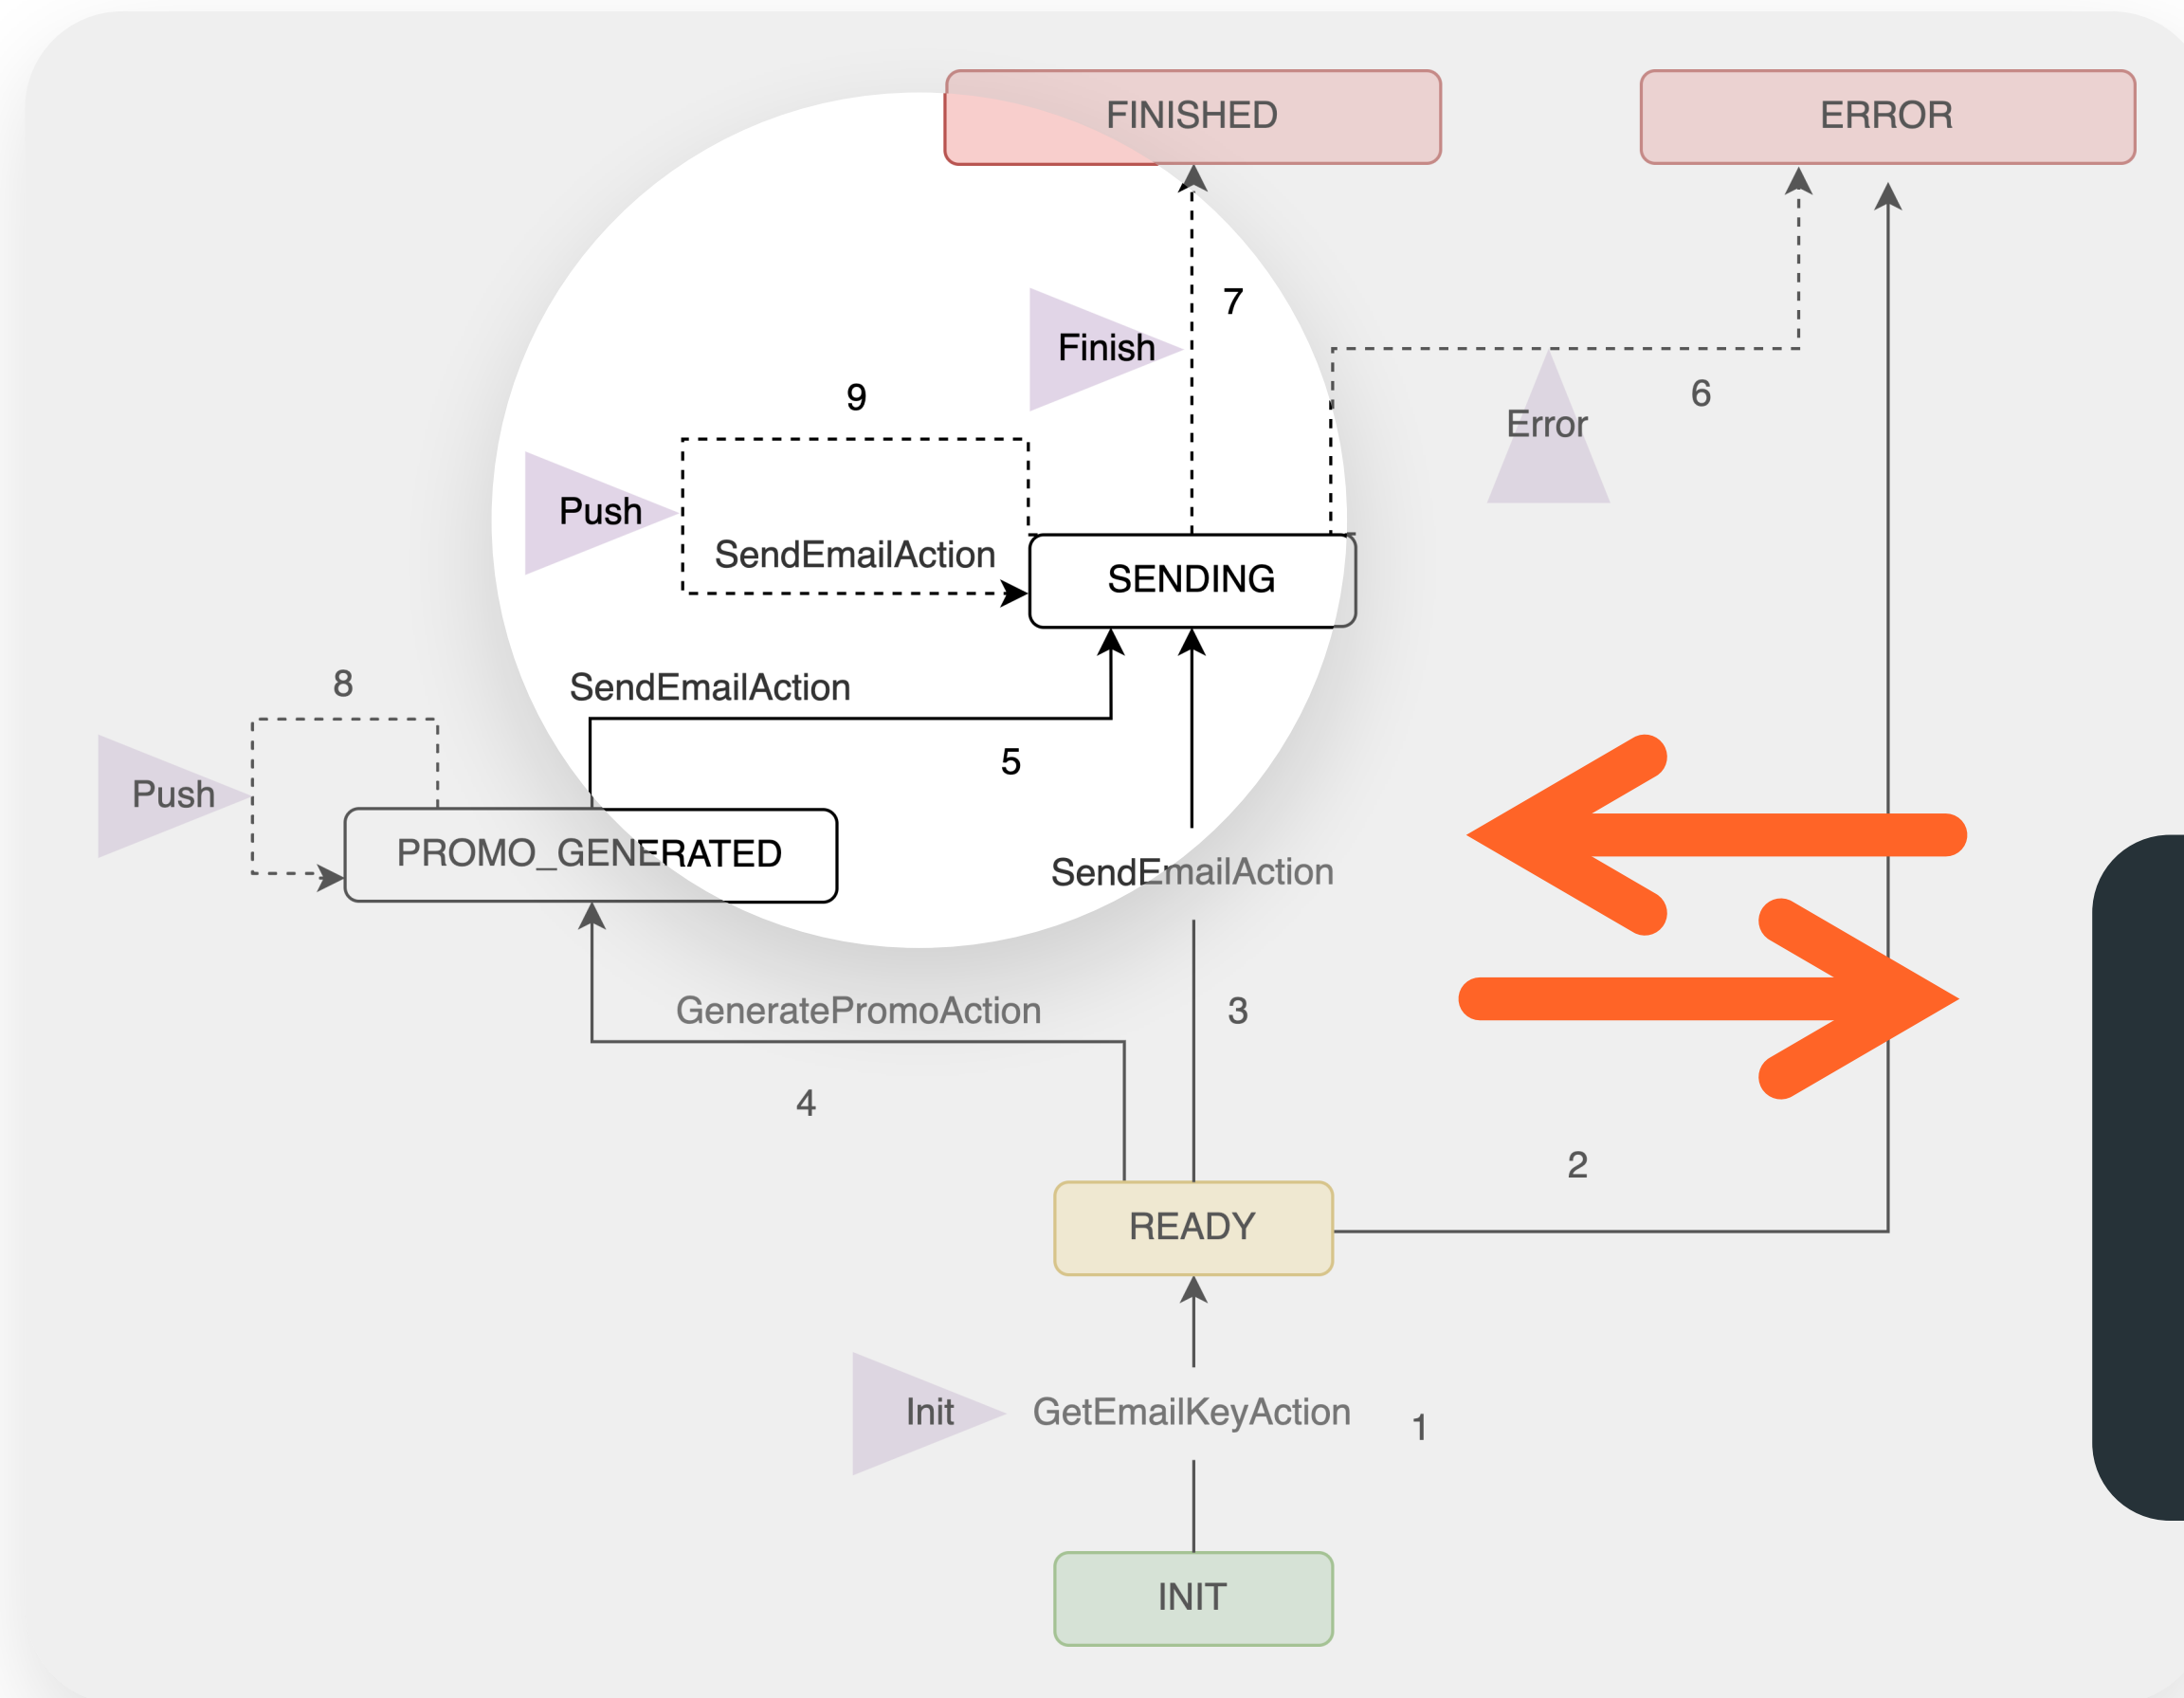 FINISHED
ERROR
7
Finish
9
6
Error
Push
SendEmailAction
SENDING
8
SendEmailAction
5
Push
PROMO_GENERATED
SendEmailAction
GeneratePromoAction
3
4
2
READY
Init
GetEmailKeyAction
1
INIT